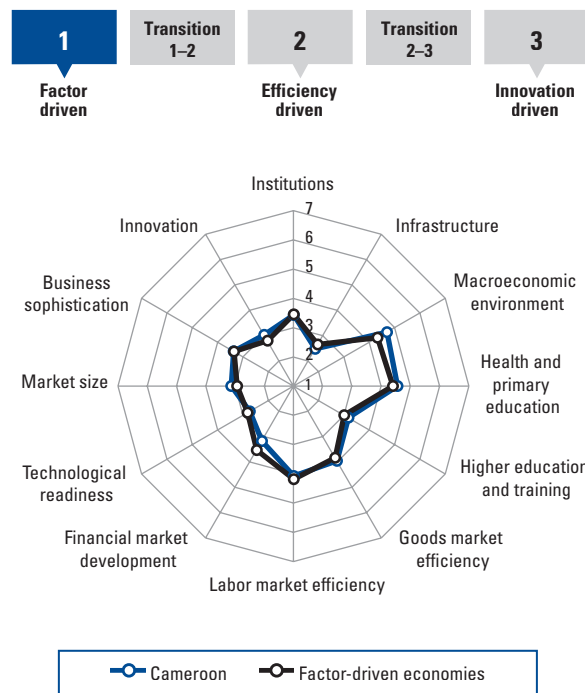 1
Transition
1–2
2
Transition
2–3
3
Factor
driven
Efficiency
driven
Innovation
driven
Institutions
Infrastructure
Macroeconomic
environment
Health and
primary
education
Higher education
and training
Goods market
efficiency
Labor market efficiency
Financial market
development
Technological
readiness
Market size
Business
sophistication
Innovation
7
6
5
4
3
2
1
Cameroon
Factor-driven economies